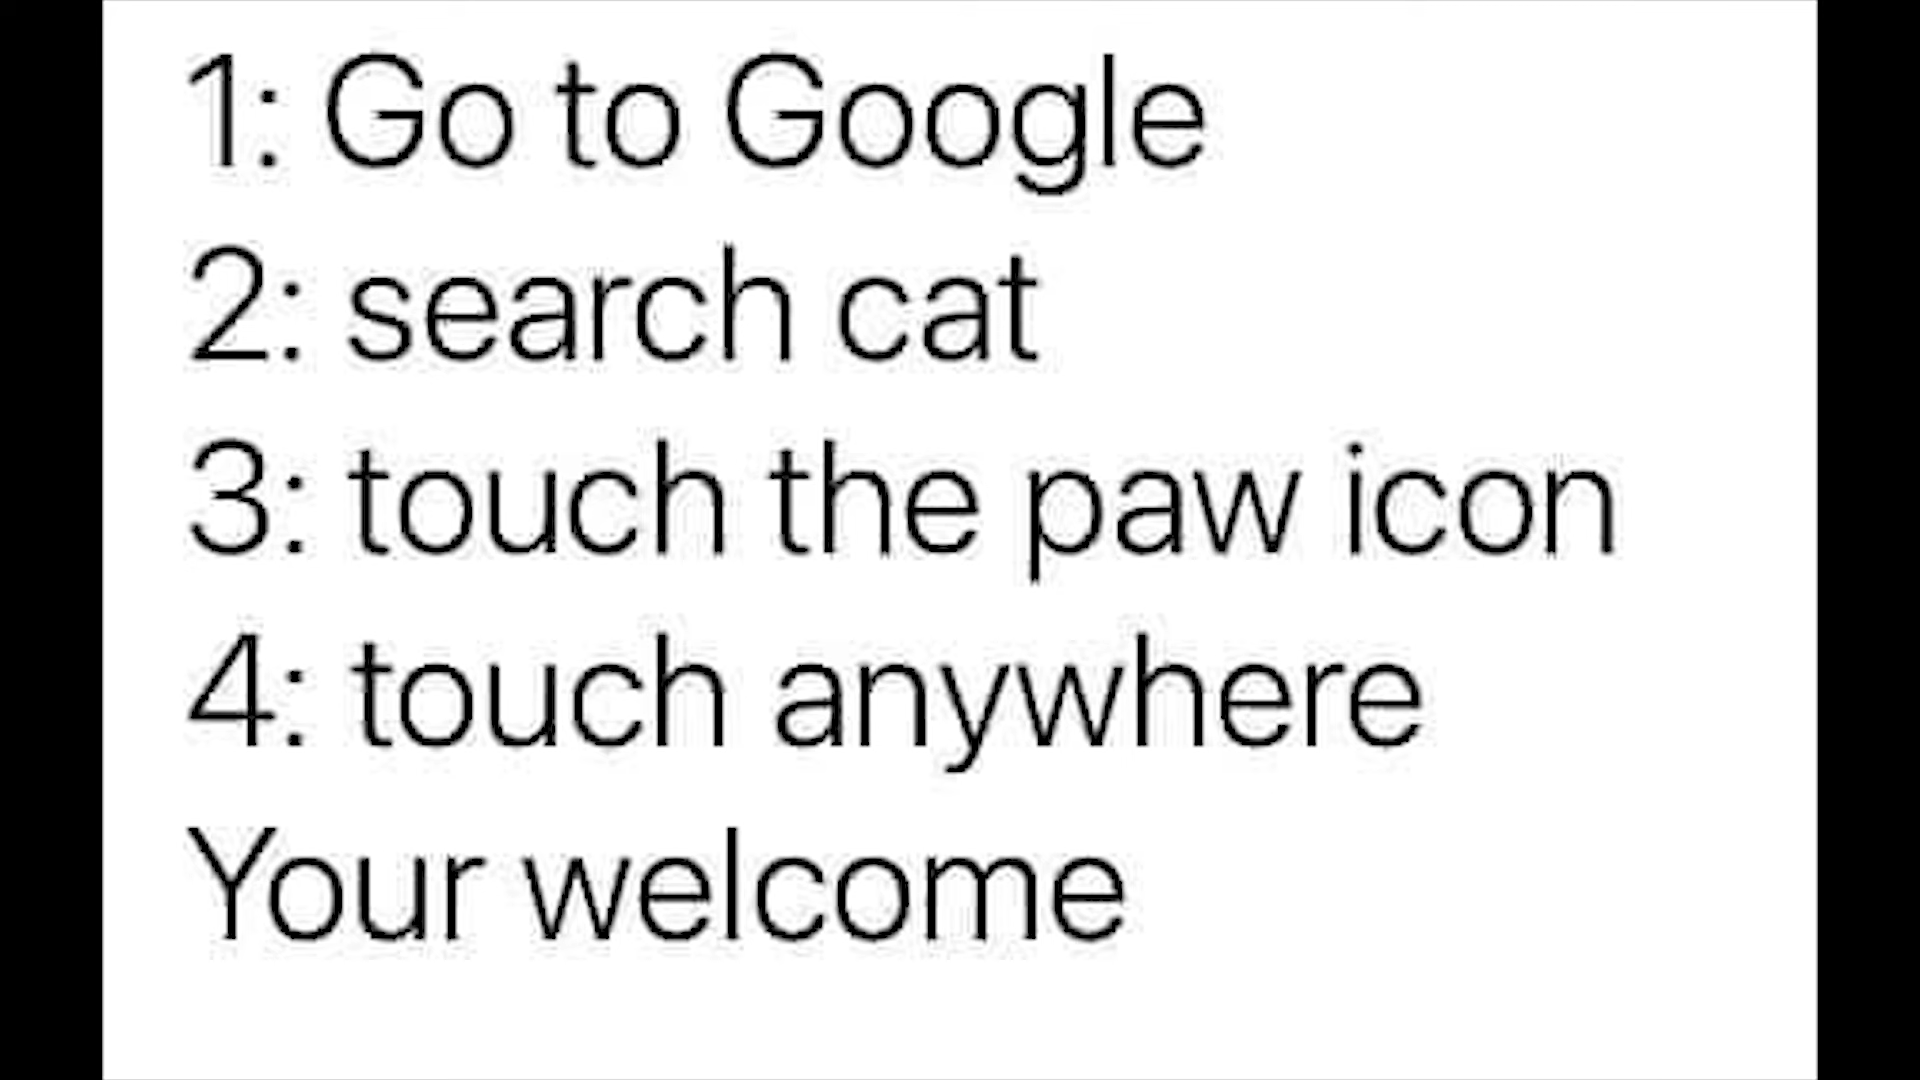 1: Go to Google
2: search cat
3: touch the paw icon
4: touch anywhere
Your welcome